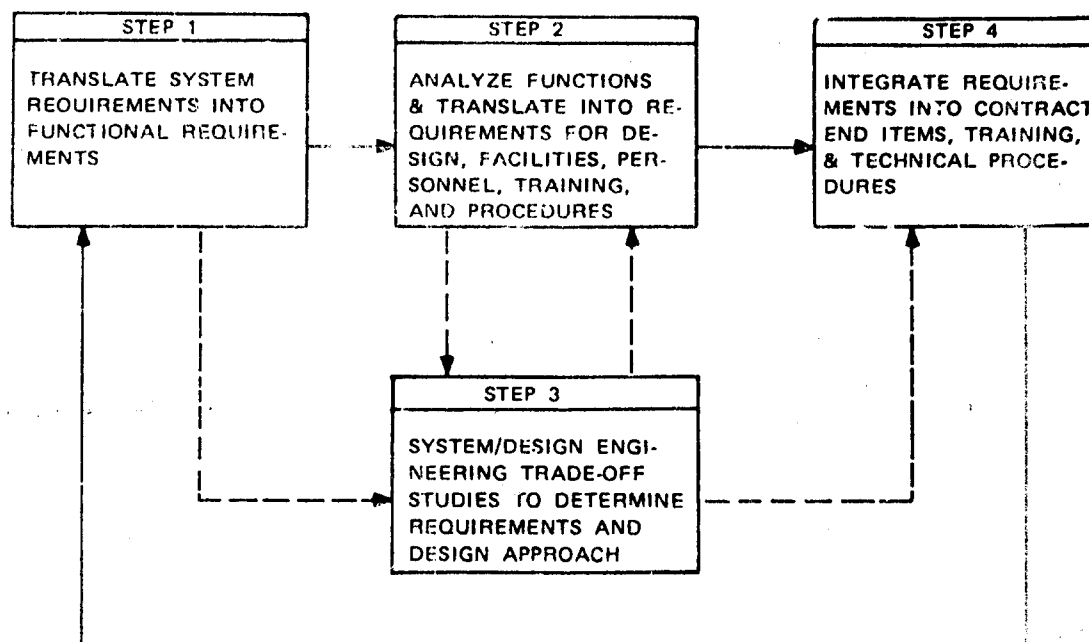 STEP 1
TRANSLATE SYSTEM
REQUIREMENTS INTO
FUNCTIONAL REQUIRE-
MENTS
STEP 2
ANALYZE FUNCTIONS
& TRANSLATE INTO RE-
QUIREMENTS FOR DE-
SIGN, FACILITIES, PER-
SONNEL, TRAINING,
AND PROCEDURES
STEP 4
INTEGRATE REQUIRE-
MENTS INTO CONTRACT
END ITEMS, TRAINING,
& TECHNICAL PROCE-
DURES
STEP 3
SYSTEM/DESIGN ENGI-
NEERING TRADE-OFF
STUDIES TO DETERMINE
REQUIREMENTS AND
DESIGN APPROACH